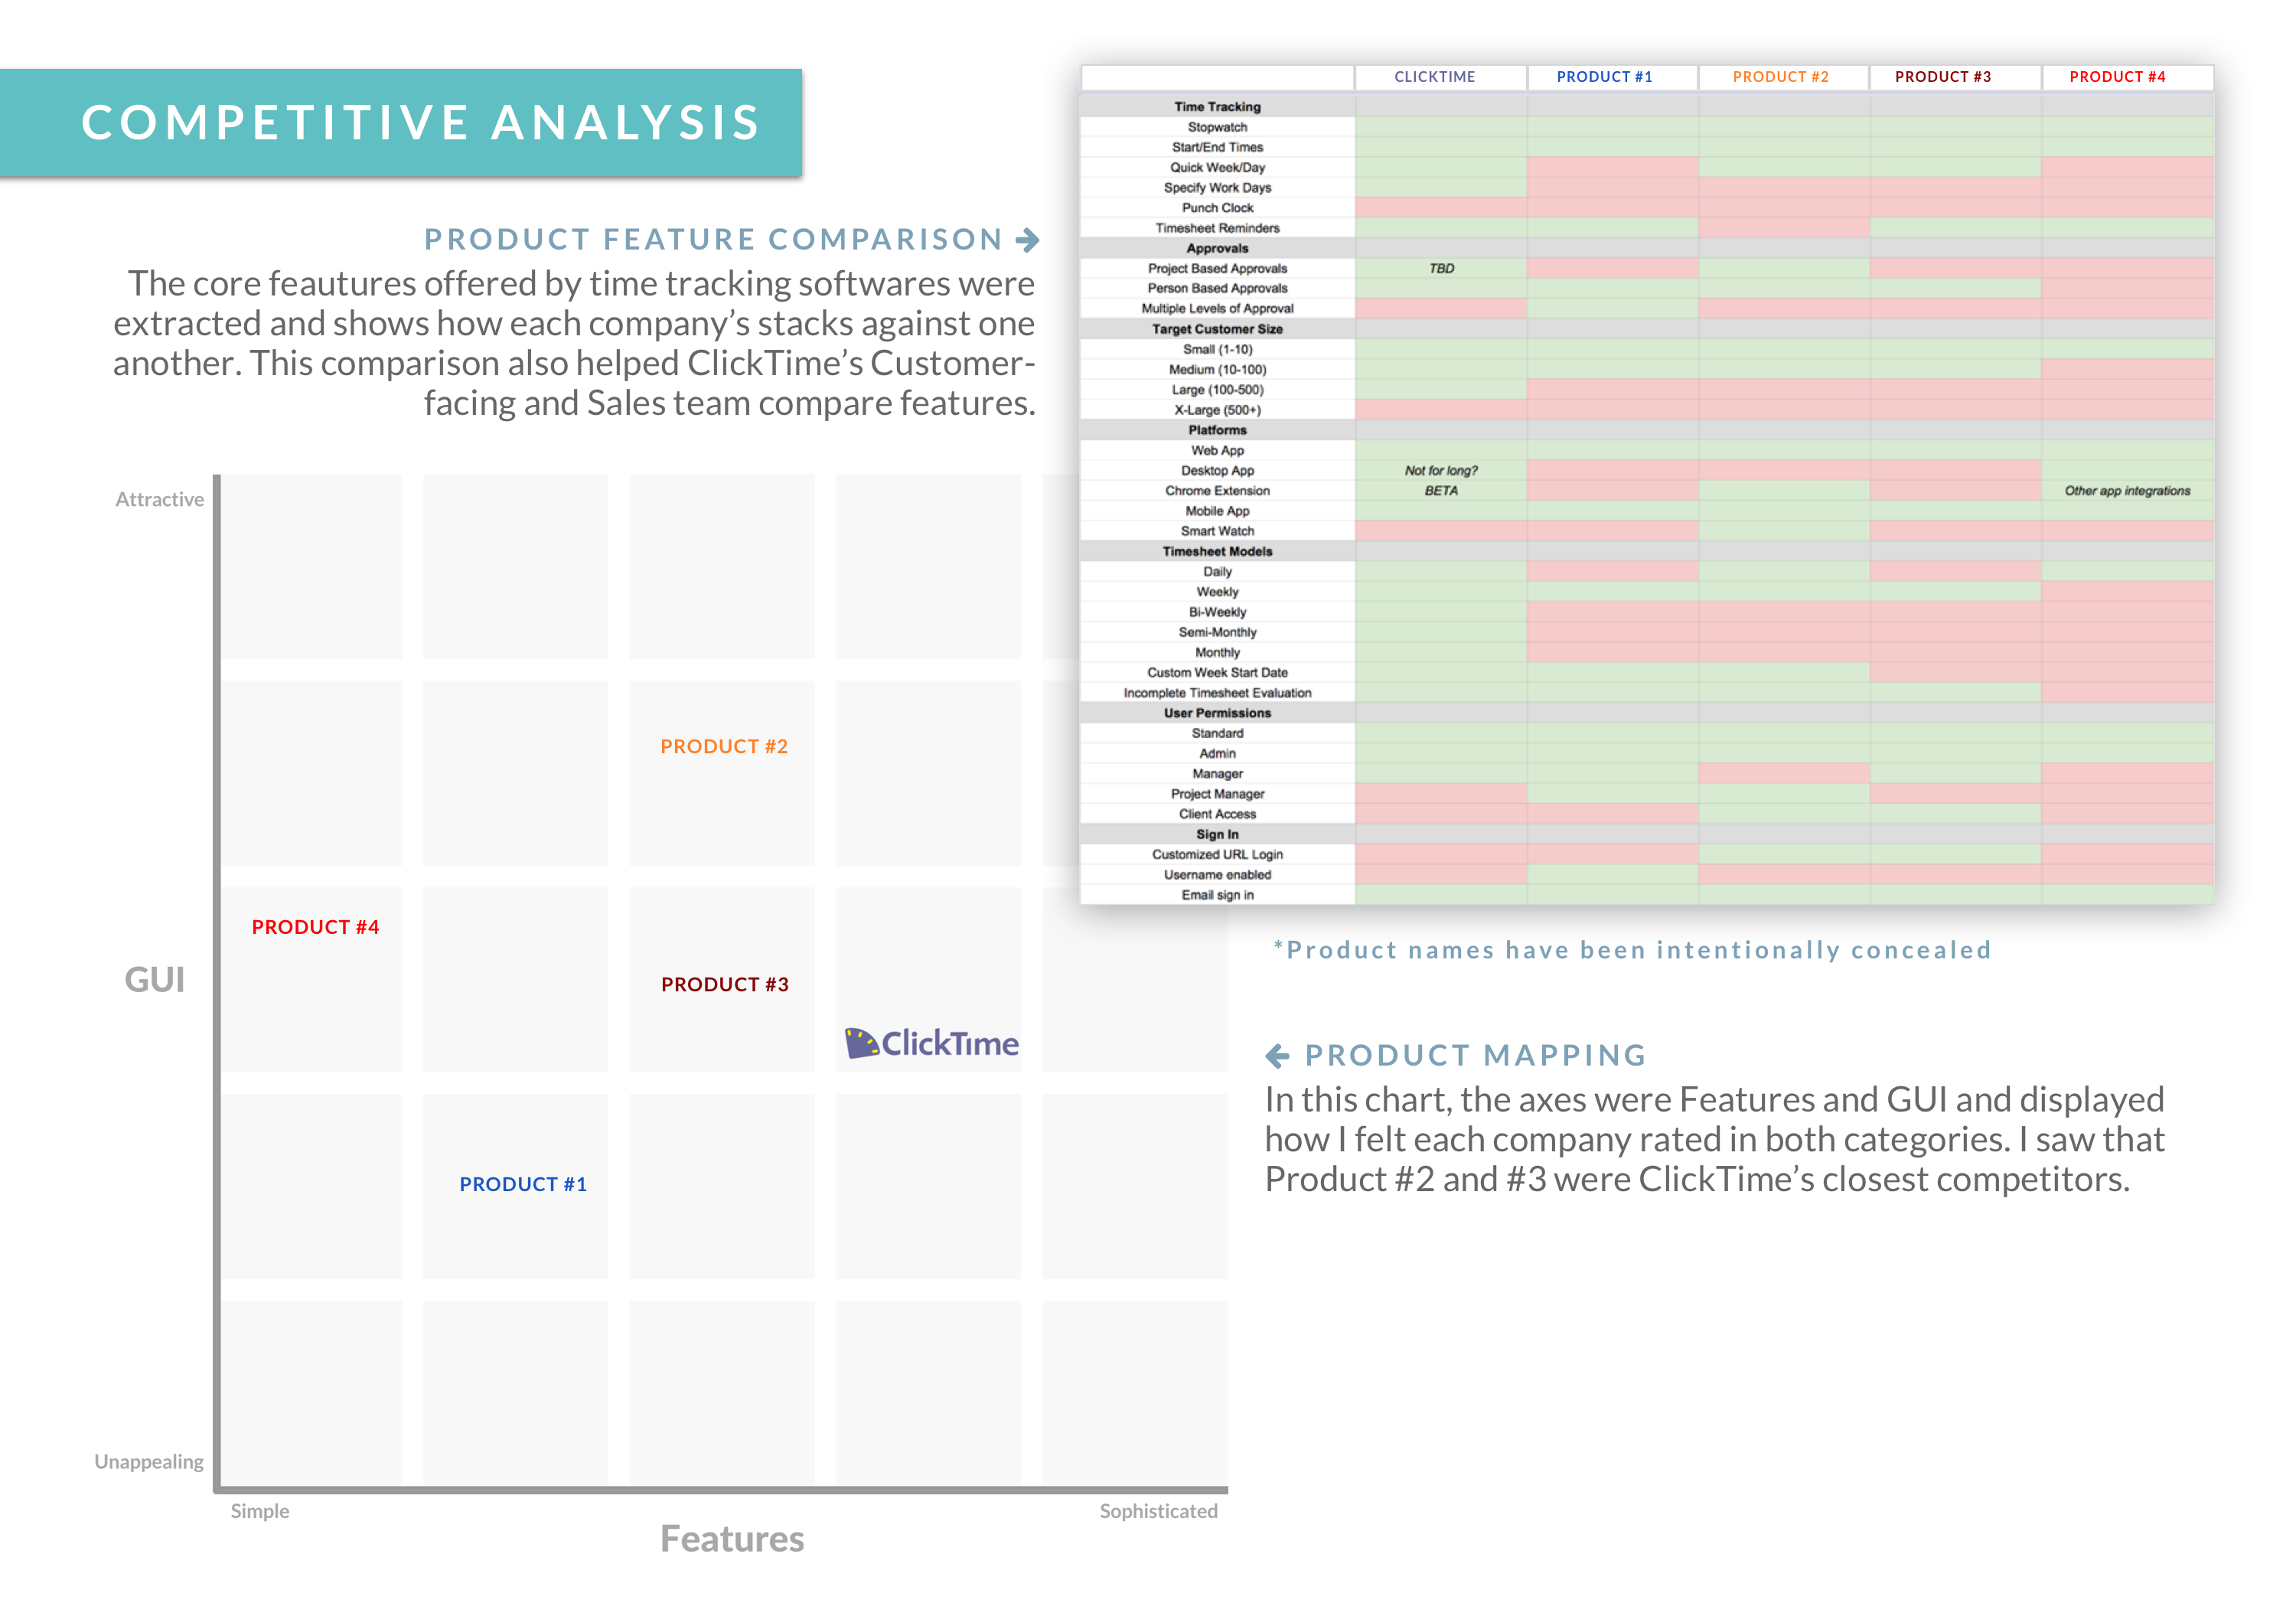 COMPETITIVE ANALYSIS
PRODUCT FEATURE COMPARISON →
The core feautures offered by time tracking softwares were
extracted and shows how each company’s stacks against one
another. This comparison also helped ClickTime’s Customer-
facing and Sales team compare features.
CLICKTIME PRODUCT #1 PRODUCT #2 PRODUCT #3 PRODUCT #4
Time Tracking
Stopwatch
Start/End Times
Quick Week/Day
Specify Work Days
Punch Clock
Timesheet Reminders
Approvals
Project Based Approvals TBD
Person Based Approvals
Multiple Levels of Approval
Target Customer Size
Small (1-10)
Medium (10-100)
Large (100-500)
X-Large (500+)
Platforms
Web App
Desktop App Not for long?
Chrome Extension BETA Other app integrations
Mobile App
Smart Watch
Timesheet Models
Daily
Weekly
Bi-Weekly
Semi-Monthly
Monthly
Custom Week Start Date
Incomplete Timesheet Evaluation
User Permissions
Standard
Admin
Manager
Project Manager
Client Access
Sign In
Customized URL Login
Username enabled
Email sign in
*Product names have been intentionally concealed
Attractive
PRODUCT #2
PRODUCT #4
GUI
PRODUCT #3
ClickTime
PRODUCT #1
Unappealing
Simple
Sophisticated
Features
← PRODUCT MAPPING
In this chart, the axes were Features and GUI and displayed
how I felt each company rated in both categories. I saw that
Product #2 and #3 were ClickTime’s closest competitors.